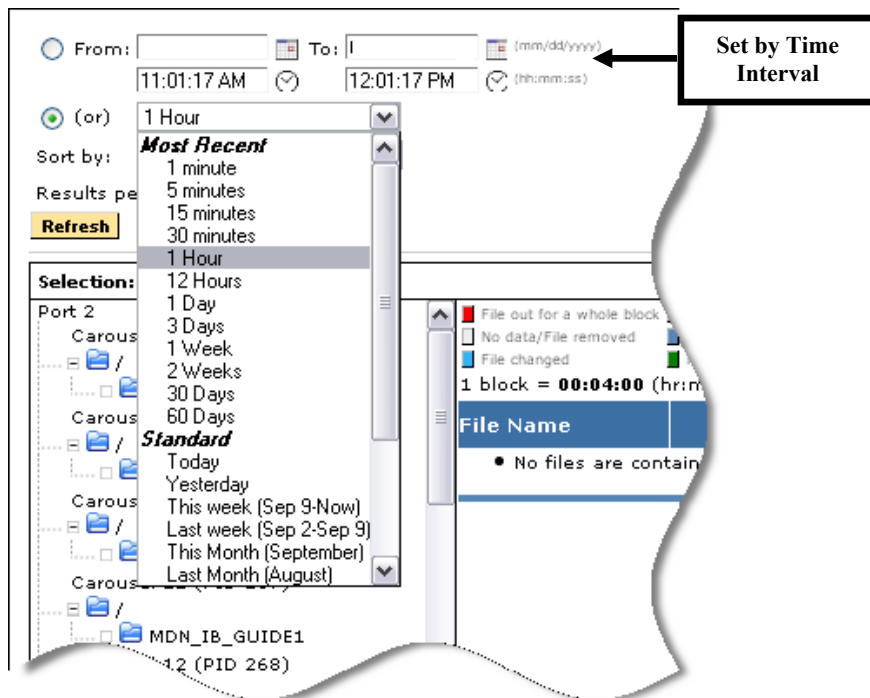 From: To: (mm/dd/yyyy)
11:01:17 AM 12:01:17 PM (hh:mm:ss)
Set by Time
Interval
(or) 1 Hour
Sort by:
Results pe
Most Recent
1 minute
5 minutes
15 minutes
30 minutes
1 Hour
12 Hours
1 Day
3 Days
1 Week
2 Weeks
30 Days
60 Days
Standard
Today
Yesterday
This week (Sep 9-Now)
Last week (Sep 2-Sep 9)
This Month (September)
Last Month (August)
Refresh
Selection:
Port 2
Carous
/
Carous
/
Carous
/
Carous
/
MDN_IB_GUIDE1
12 (PID 268)
File out for a whole block
No data/File removed
File changed
1 block = 00:04:00 (hr:m
File Name
• No files are contain